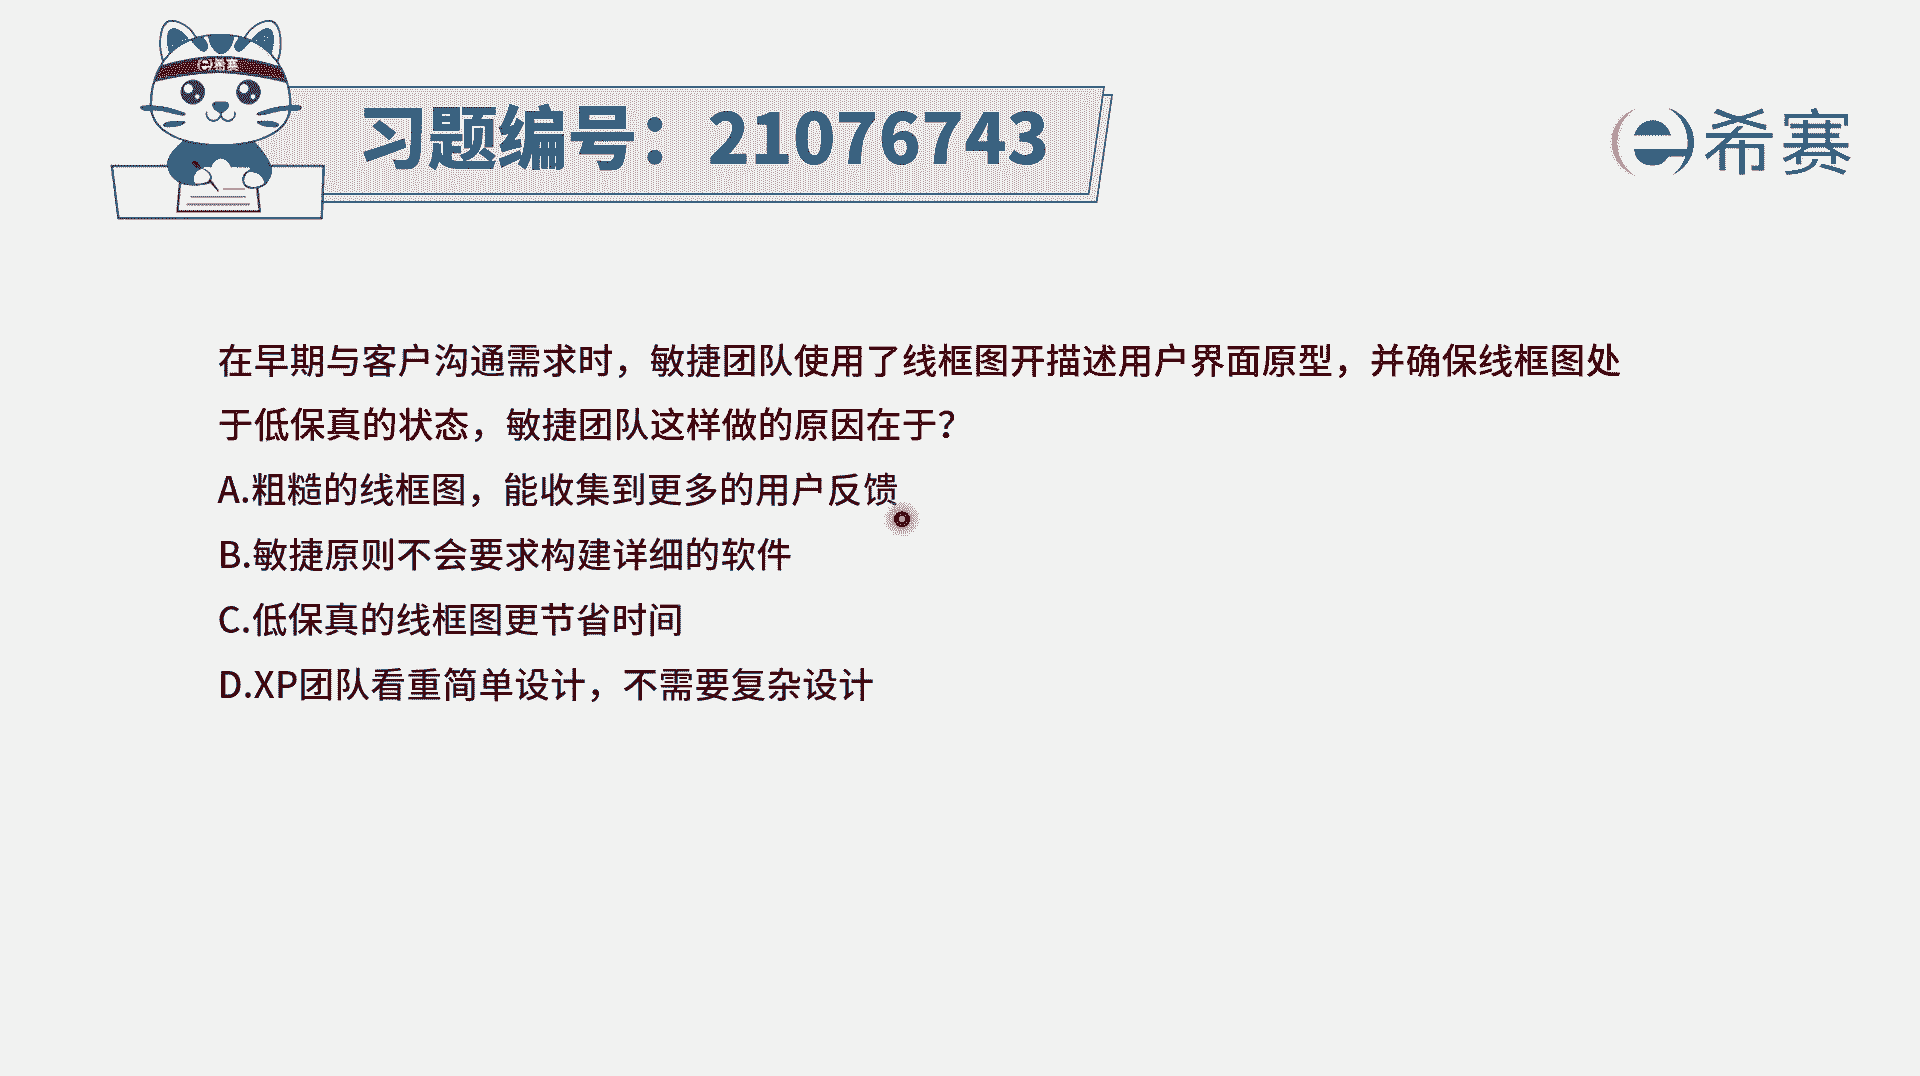 e希赛
习题编号：21076743
e希赛
在早期与客户沟通需求时，敏捷团队使用了线框图开描述用户界面原型，并确保线框图处
于低保真的状态，敏捷团队这样做的原因在于？
A.粗糙的线框图，能收集到更多的用户反馈
B.敏捷原则不会要求构建详细的软件
C.低保真的线框图更节省时间
D.XP团队看重简单设计，不需要复杂设计